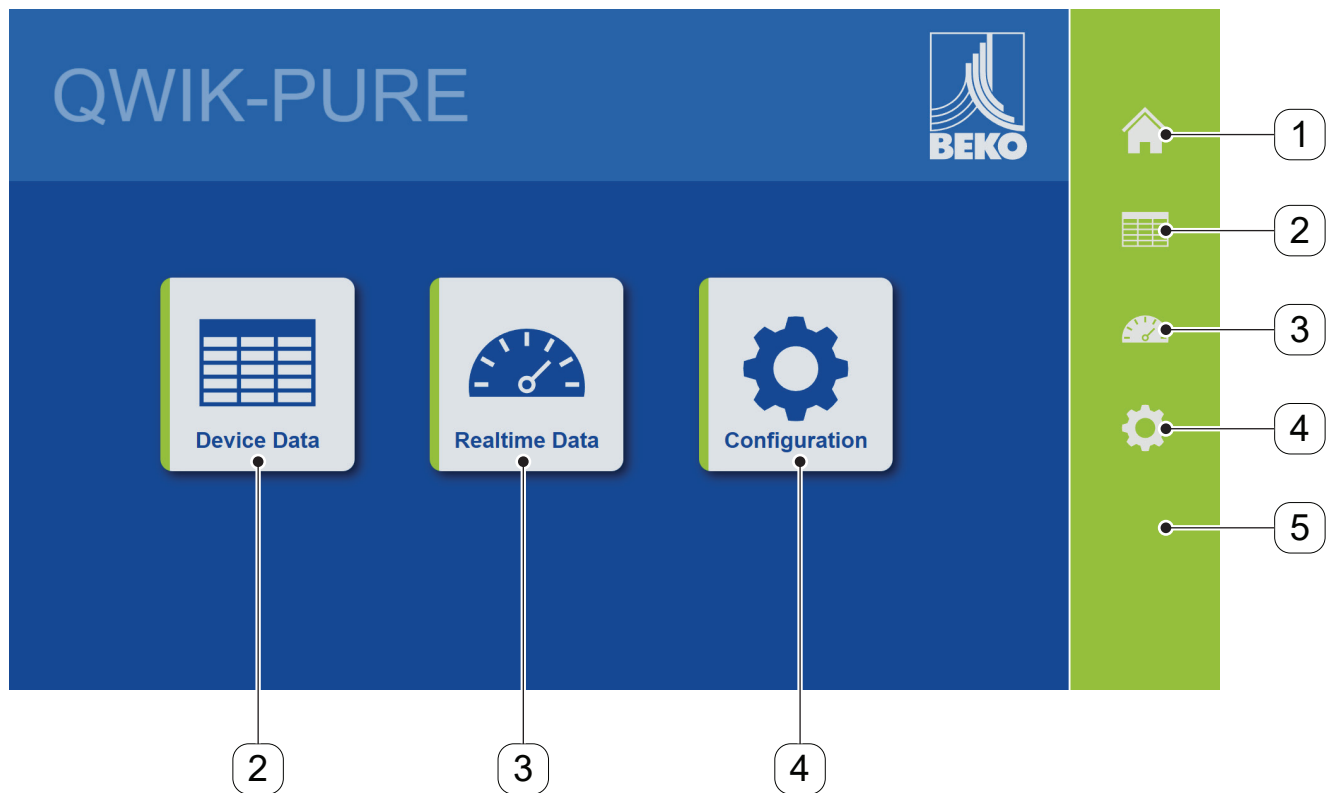 QWIK-PURE
BEKO
1
2
3
4
5
Device Data
Realtime Data
Configuration
2
3
4